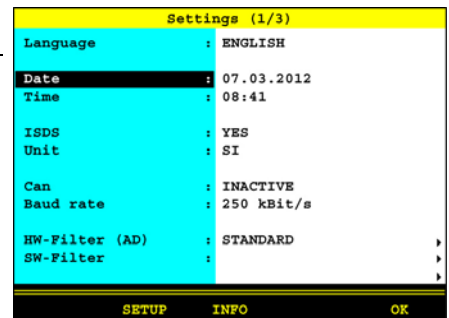 Settings (1/3)
Language : ENGLISH
Date : 07.03.2012
Time : 08:41
ISDS : YES
Unit : SI
Can : INACTIVE
Baud rate : 250 kBit/s
HW-Filter (AD) : STANDARD
SW-Filter :
SETUP INFO OK